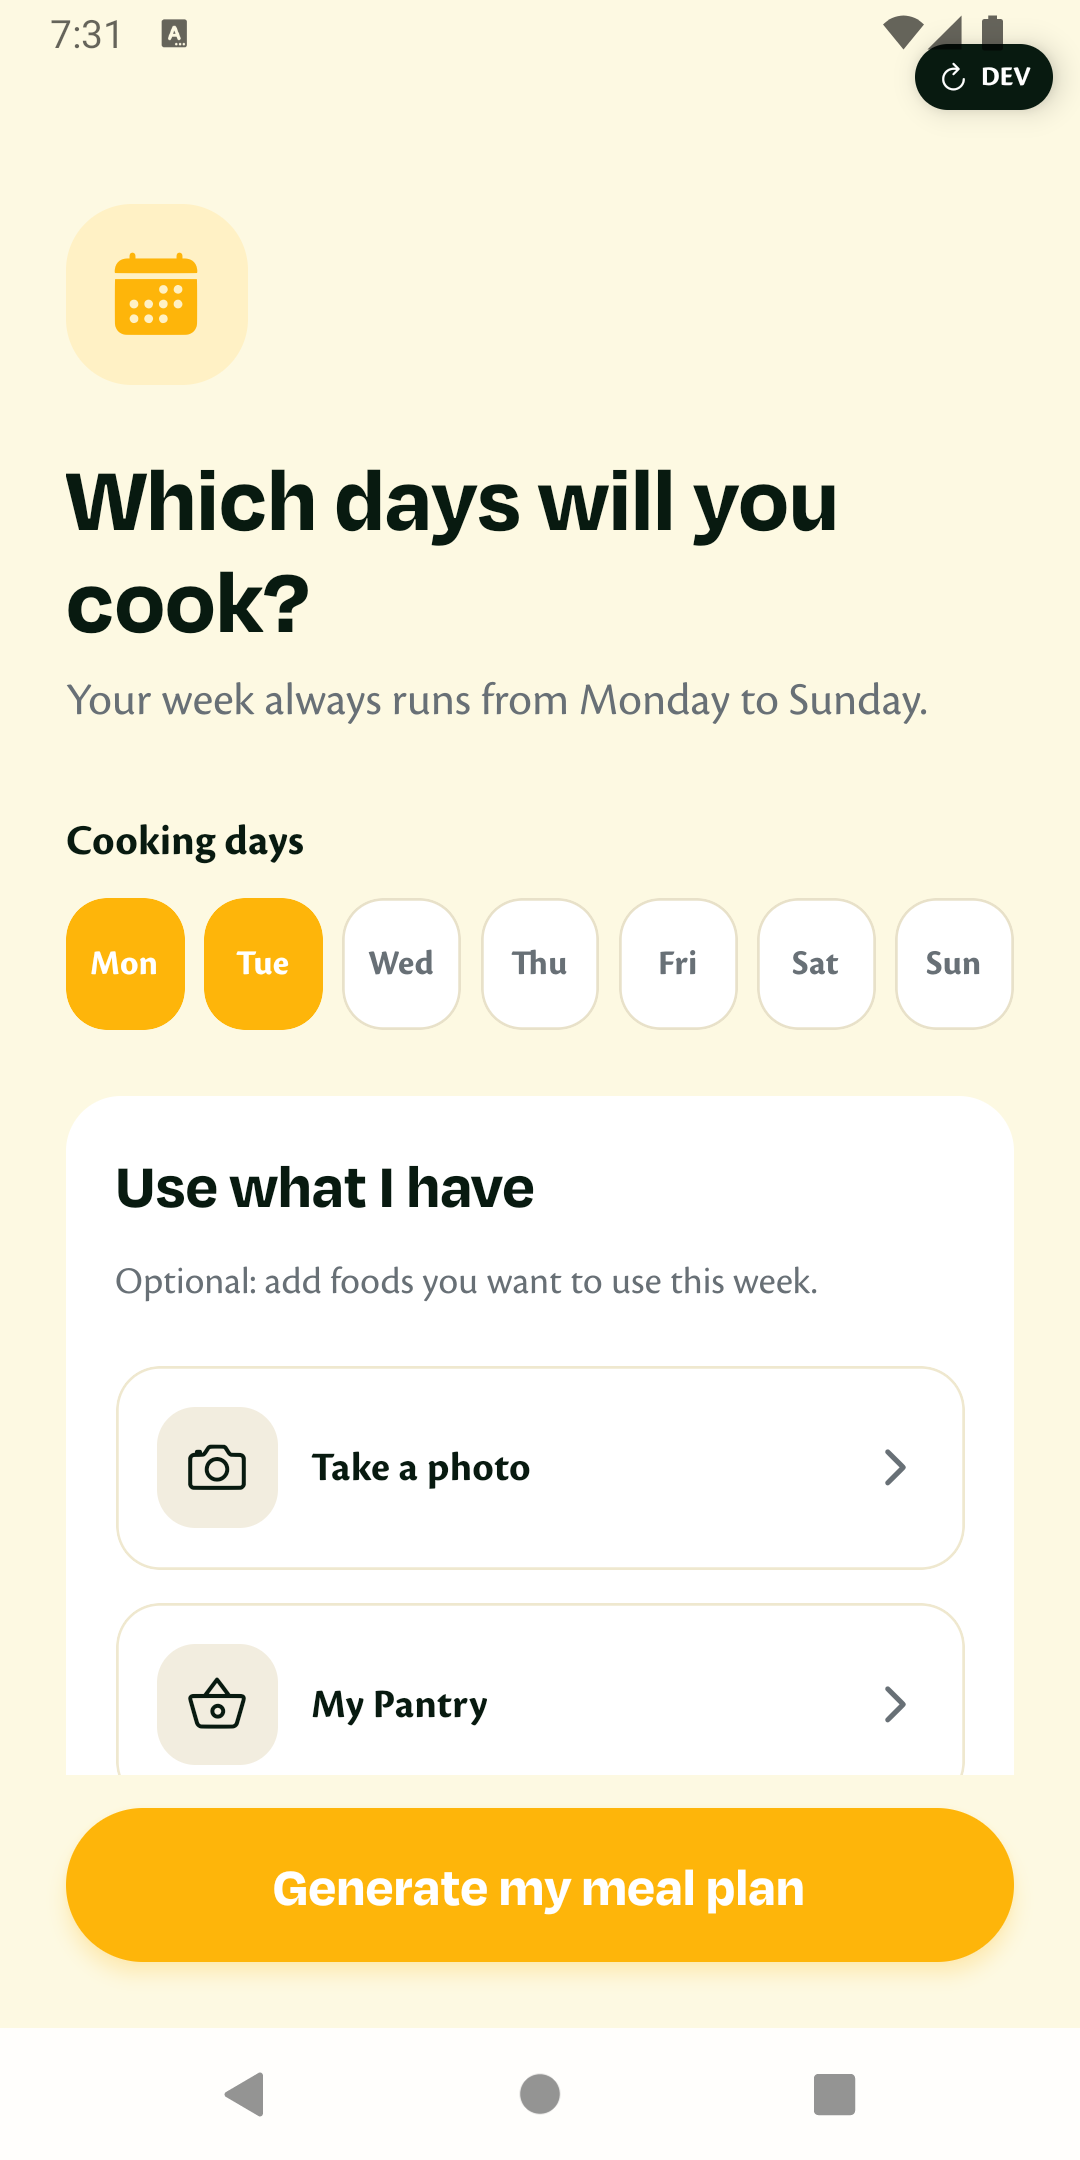 7:31
A
DEV
Which days will you
cook?
Your week always runs from Monday to Sunday.
Cooking days
Mon Tue Wed Thu Fri Sat Sun
Use what I have
Optional: add foods you want to use this week.
Take a photo
My Pantry
Generate my meal plan